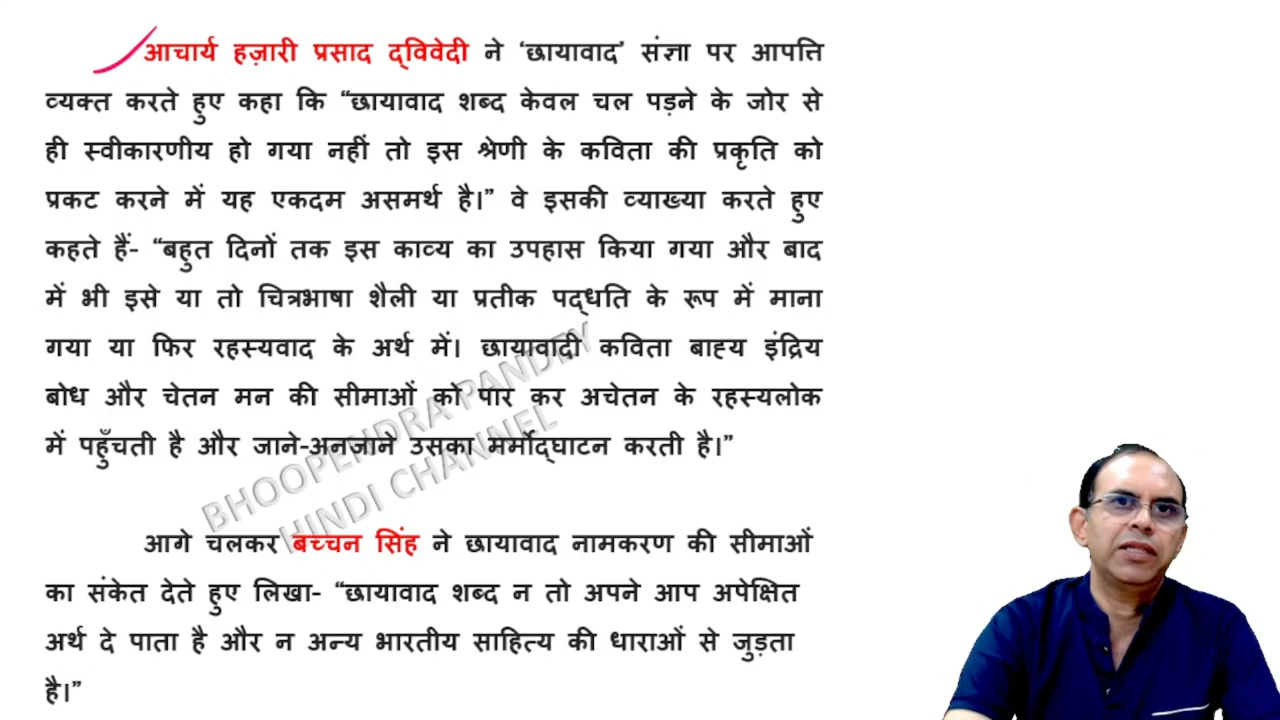 आचार्य हज़ारी प्रसाद द्विवेदी ने ‘छायावाद’ संज्ञा पर आपत्ति
व्यक्त करते हुए कहा कि “छायावाद शब्द केवल चल पड़ने के जोर से
ही स्वीकारणीय हो गया नहीं तो इस श्रेणी के कविता की प्रकृति को
प्रकट करने में यह एकदम असमर्थ है।” वे इसकी व्याख्या करते हुए
कहते हैं- “बहुत दिनों तक इस काव्य का उपहास किया गया और बाद
में भी इसे या तो चित्रभाषा शैली या प्रतीक पद्धति के रूप में माना
गया या फिर रहस्यवाद के अर्थ में। छायावादी कविता बाह्य इंद्रिय
बोध और चेतन मन की सीमाओं को पार कर अचेतन के रहस्यलोक
में पहुँचती है और जाने-अनजाने उसका मर्मोद्घाटन करती है।”
BHOOPENDRA PANDEY
HINDI CHANNEL
आगे चलकर बच्चन सिंह ने छायावाद नामकरण की सीमाओं
का संकेत देते हुए लिखा- “छायावाद शब्द न तो अपने आप अपेक्षित
अर्थ दे पाता है और न अन्य भारतीय साहित्य की धाराओं से जुड़ता
है।”